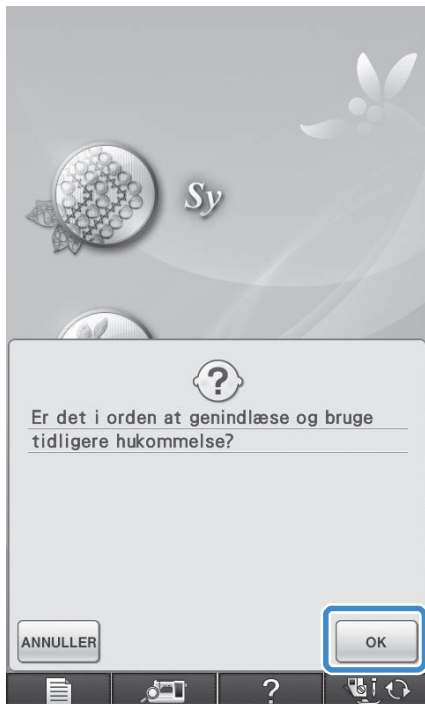 Sy
Er det i orden at genindlæse og bruge
tidligere hukommelse?
ANNULLER
OK
?